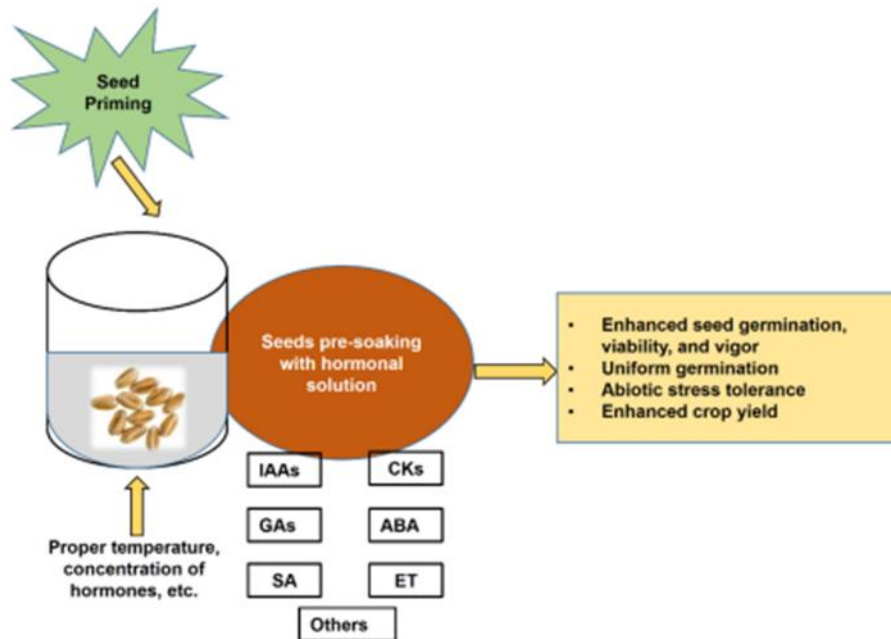 Seed
Priming
Seeds pre-soaking
with hormonal
solution
• Enhanced seed germination,
viability, and vigor
• Uniform germination
• Abiotic stress tolerance
• Enhanced crop yield
IAAs
CKs
GAs
ABA
SA
ET
Others
Proper temperature,
concentration of
hormones, etc.